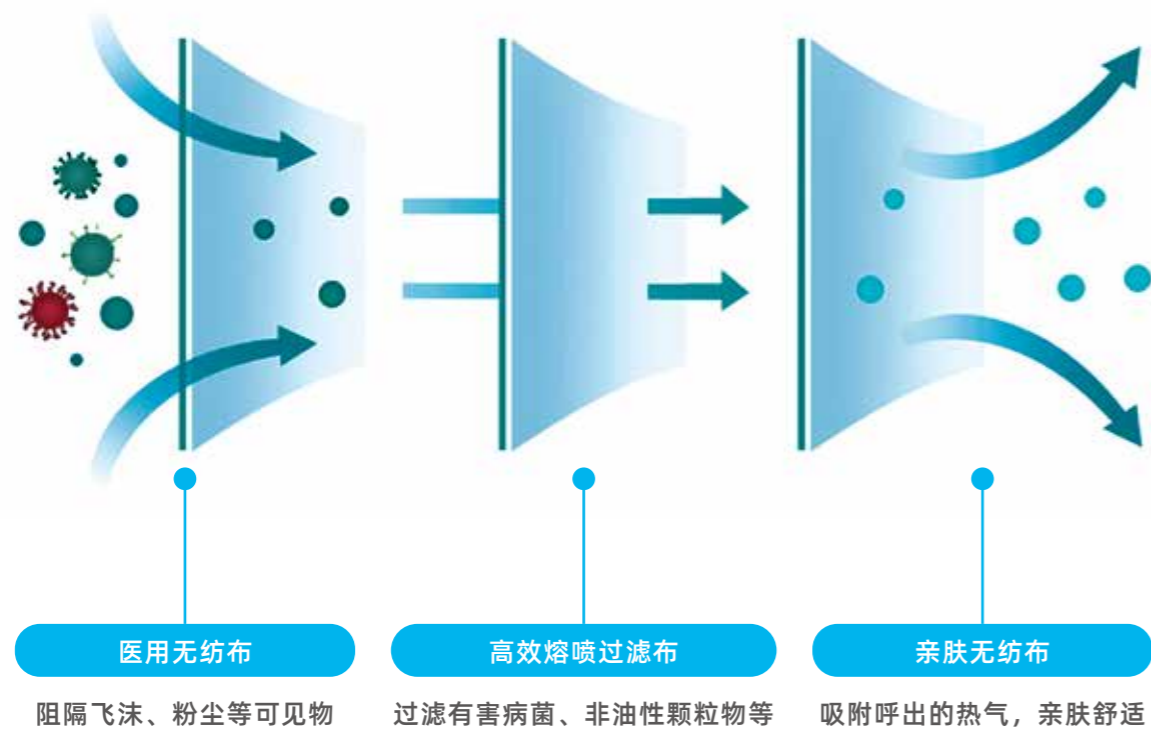 医用无纺布
高效熔喷过滤布
亲肤无纺布
阻隔飞沫、粉尘等可见物
过滤有害病菌、非油性颗粒物等
吸附呼出的热气，亲肤舒适